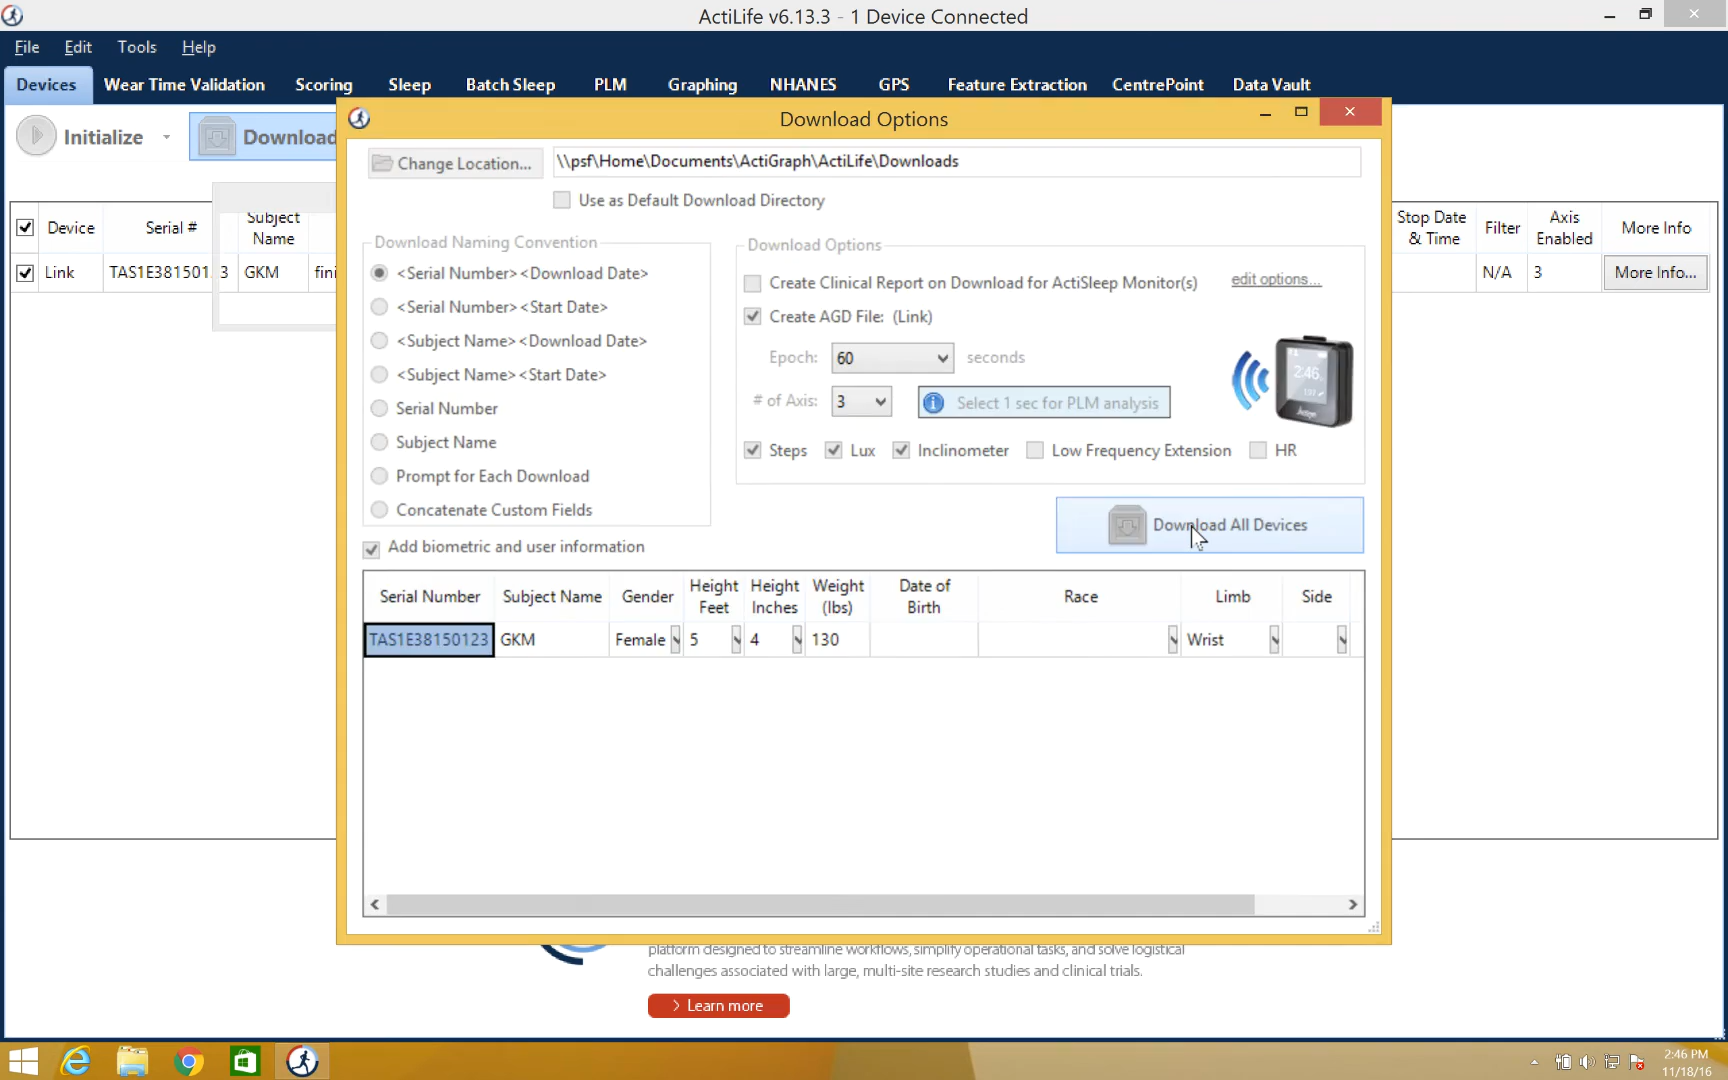 ActiLife v6.13.3 - 1 Device Connected
File Edit Tools Help
Devices Wear Time Validation Scoring Sleep Batch Sleep PLM Graphing NHANES GPS Feature Extraction CentrePoint Data Vault
Initialize Download
Download Options
Change Location... \\psf\Home\Documents\ActiGraph\ActiLife\Downloads
Use as Default Download Directory
Device Serial # Subject Name Stop Date & Time Filter Axis Enabled More Info
Link TAS1E381501 3 GKM fini N/A 3 More Info...
Download Naming Convention
<Serial Number><Download Date>
<Serial Number><Start Date>
<Subject Name><Download Date>
<Subject Name><Start Date>
Serial Number
Subject Name
Prompt for Each Download
Concatenate Custom Fields
Download Options
Create Clinical Report on Download for ActiSleep Monitor(s) edit options...
Create AGD File: (Link)
Epoch: 60 seconds
# of Axis: 3 Select 1 sec for PLM analysis
2:46
Steps Lux Inclinometer Low Frequency Extension HR
Download All Devices
Add biometric and user information
Serial Number Subject Name Gender Height Feet Height Inches Weight (lbs) Date of Birth Race Limb Side
TAS1E38150123 GKM Female 5 4 130 Wrist
platform designed to streamline workflows, simplify operational tasks, and solve logistical
challenges associated with large, multi-site research studies and clinical trials.
> Learn more
2:46 PM
11/18/16